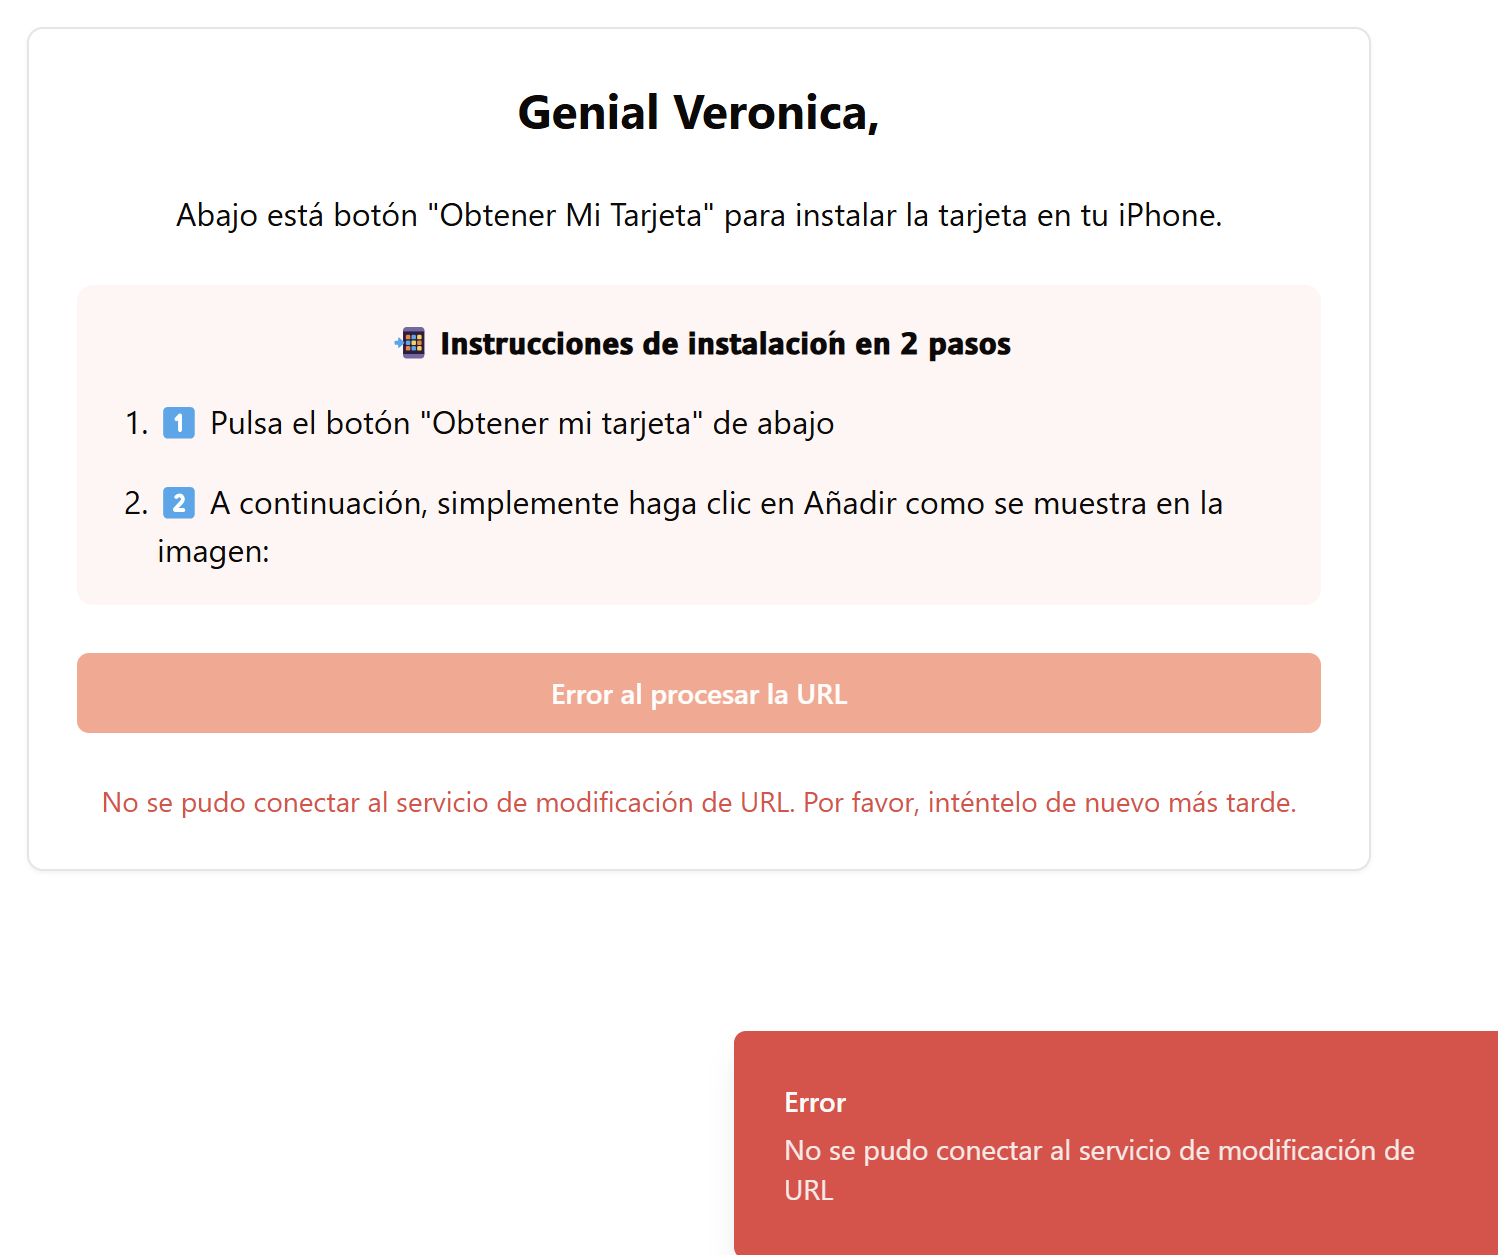 Genial Veronica,
Abajo está botón "Obtener Mi Tarjeta" para instalar la tarjeta en tu iPhone.
📲 Instrucciones de instalación en 2 pasos
1. 1️⃣ Pulsa el botón "Obtener mi tarjeta" de abajo
2. 2️⃣ A continuación, simplemente haga clic en Añadir como se muestra en la
imagen:
Error al procesar la URL
No se pudo conectar al servicio de modificación de URL. Por favor, inténtelo de nuevo más tarde.
Error
No se pudo conectar al servicio de modificación de
URL